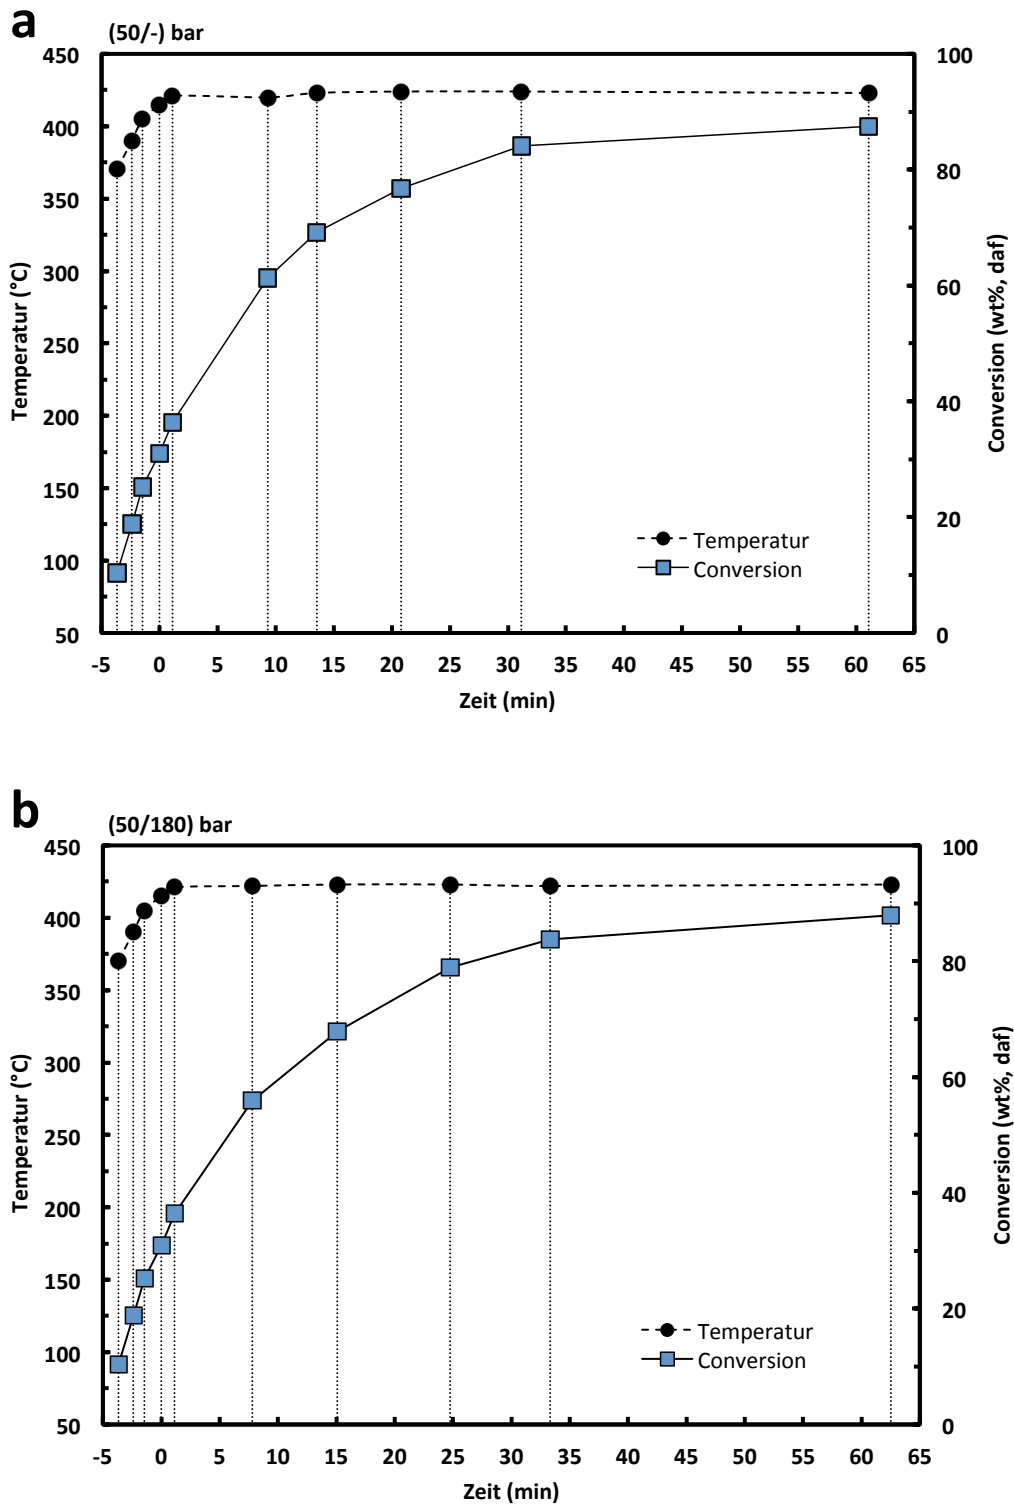 a
(50/-) bar
450 100
400
80
350
300
60
250
200
40
150
20
100
50 0
Temperatur (°C)
Conversion (wt%, daf)
Temperatur
Conversion
-5 0 5 10 15 20 25 30 35 40 45 50 55 60 65
Zeit (min)
b
(50/180) bar
450 100
400
80
350
300
60
250
200
40
150
20
100
50 0
Temperatur (°C)
Conversion (wt%, daf)
Temperatur
Conversion
-5 0 5 10 15 20 25 30 35 40 45 50 55 60 65
Zeit (min)